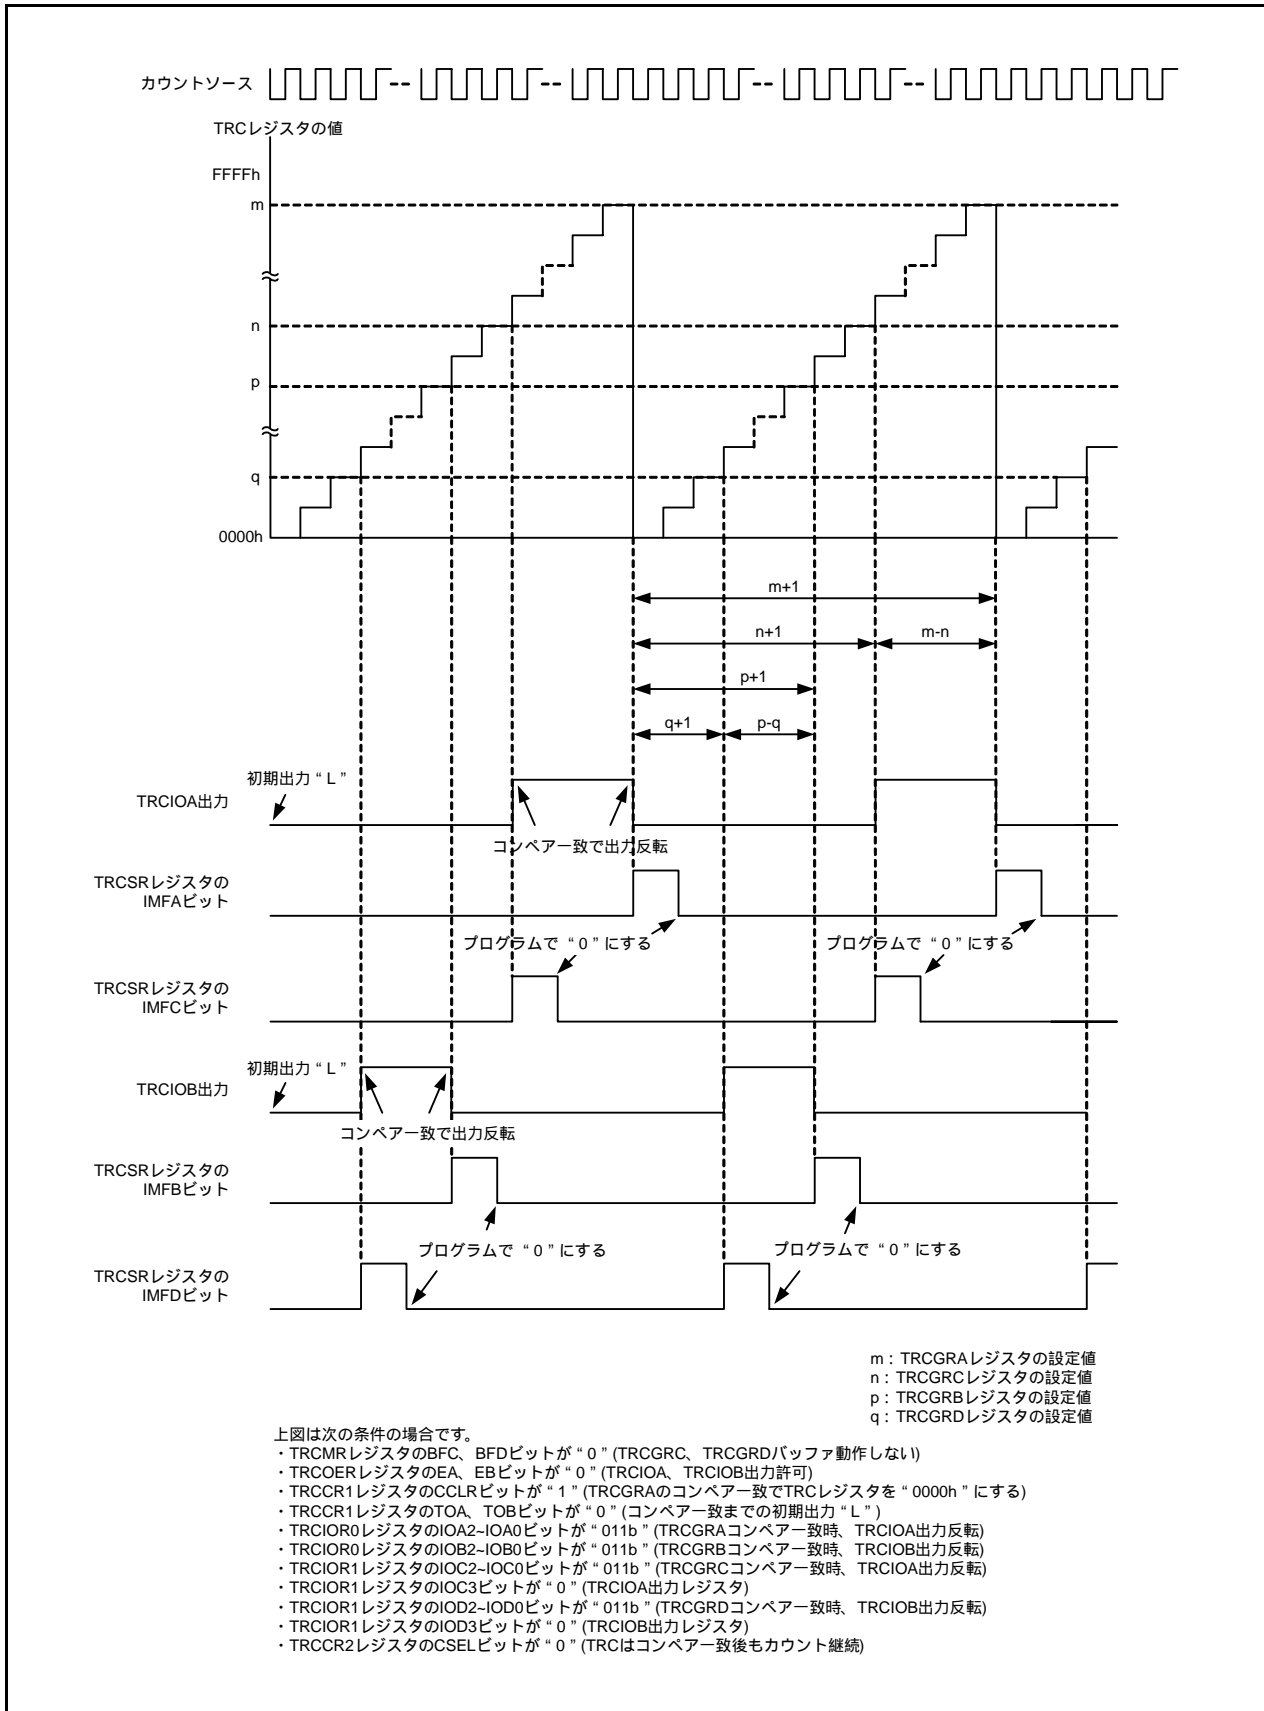 カウントソース
TRCレジスタの値
FFFFh
m
n
p
q
0000h
m+1
n+1
m-n
p+1
q+1
p-q
初期出力“L”
TRCIOA出力
コンペア一致で出力反転
TRCSRレジスタの
IMFAビット
プログラムで“0”にする
プログラムで“0”にする
TRCSRレジスタの
IMFCビット
初期出力“L”
TRCIOB出力
コンペア一致で出力反転
TRCSRレジスタの
IMFBビット
プログラムで“0”にする
プログラムで“0”にする
TRCSRレジスタの
IMFDビット
m：TRCGRAレジスタの設定値
n：TRCGRCレジスタの設定値
p：TRCGRBレジスタの設定値
q：TRCGRDレジスタの設定値
上図は次の条件の場合です。
・TRCMRレジスタのBFC、BFDビットが“0”(TRCGRC、TRCGRDバッファ動作しない)
・TRCOERレジスタのEA、EBビットが“0”(TRCIOA、TRCIOB出力許可)
・TRCCR1レジスタのCCLRビットが“1”(TRCGRAのコンペア一致でTRCレジスタを“0000h”にする)
・TRCCR1レジスタのTOA、TOBビットが“0”(コンペア一致までの初期出力“L”)
・TRCIOR0レジスタのIOA2~IOA0ビットが“011b”(TRCGRAコンペア一致時、TRCIOA出力反転)
・TRCIOR0レジスタのIOB2~IOB0ビットが“011b”(TRCGRBコンペア一致時、TRCIOB出力反転)
・TRCIOR1レジスタのIOC2~IOC0ビットが“011b”(TRCGRCコンペア一致時、TRCIOA出力反転)
・TRCIOR1レジスタのIOC3ビットが“0”(TRCIOA出力レジスタ)
・TRCIOR1レジスタのIOD2~IOD0ビットが“011b”(TRCGRDコンペア一致時、TRCIOB出力反転)
・TRCIOR1レジスタのIOD3ビットが“0”(TRCIOB出力レジスタ)
・TRCCR2レジスタのCSELビットが“0”(TRCはコンペア一致後もカウント継続)